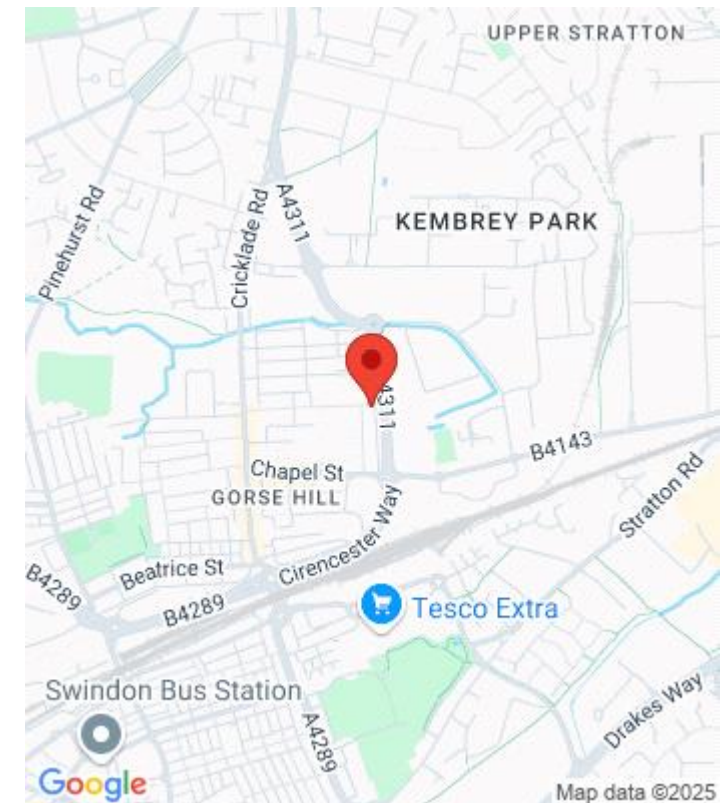 UPPER STRATTON
Pinehurst Rd
Cricklade Rd
A4311
KEMBREY PARK
4311
B4143
Chapel St
GORSE HILL
Stratton Rd
Cirencester Way
Beatrice St
B4289
B4289
Tesco Extra
Swindon Bus Station
A4289
Drakes Way
Google
Map data ©2025